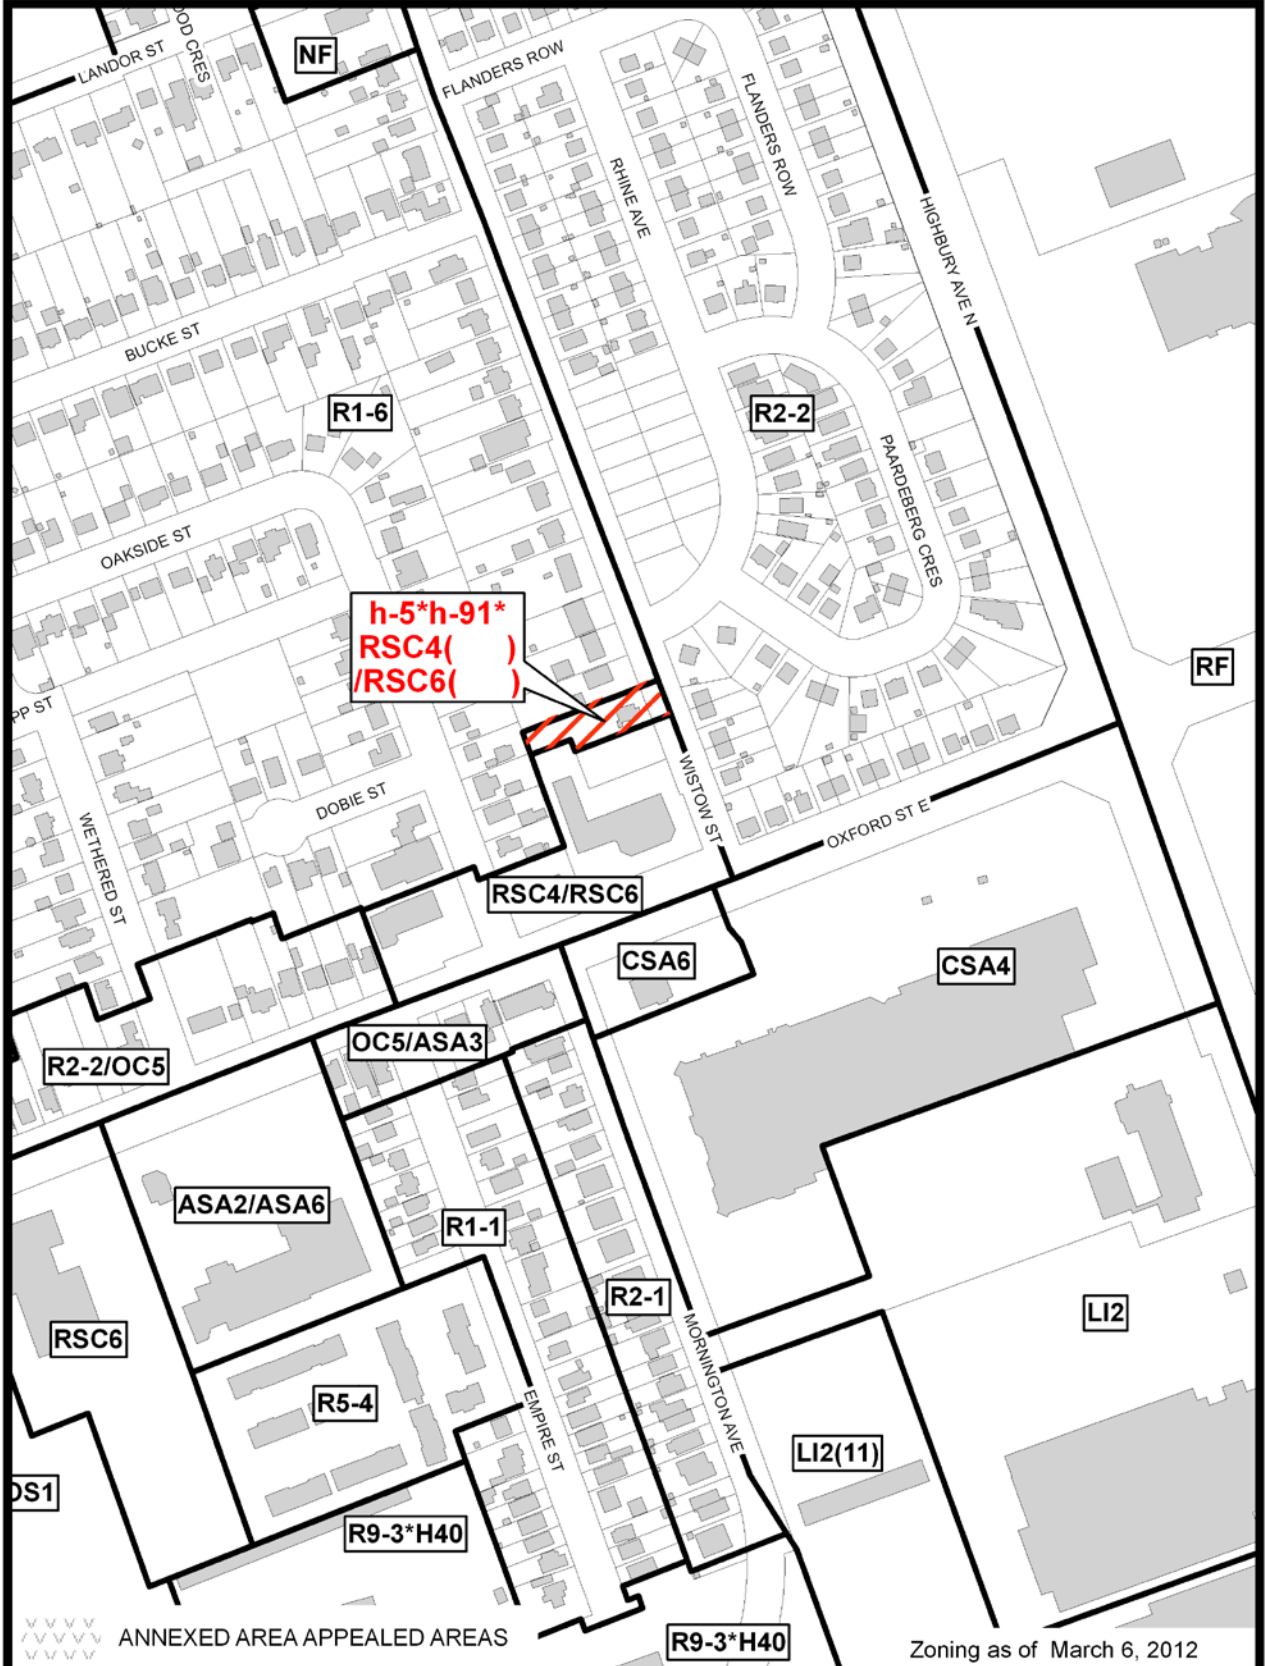 LANDOR ST
OOD CRES
NF
FLANDERS ROW
FLANDERS ROW
RHINE AVE
HIGHBURY AVE N
BUCKE ST
R1-6
R2-2
PAARDEBERG CRES
OAKSIDE ST
h-5*h-91*
RSC4( )
/RSC6( )
RF
PP ST
WISTOW ST
DOBIE ST
OXFORD ST E
WETHERED ST
RSC4/RSC6
CSA6
CSA4
OC5/ASA3
R2-2/OC5
ASA2/ASA6
R1-1
R2-1
LI2
RSC6
MORNINGTON AVE
R5-4
EMPIRE ST
LI2(11)
OS1
R9-3*H40
ANNEXED AREA APPEALED AREAS
R9-3*H40
Zoning as of March 6, 2012